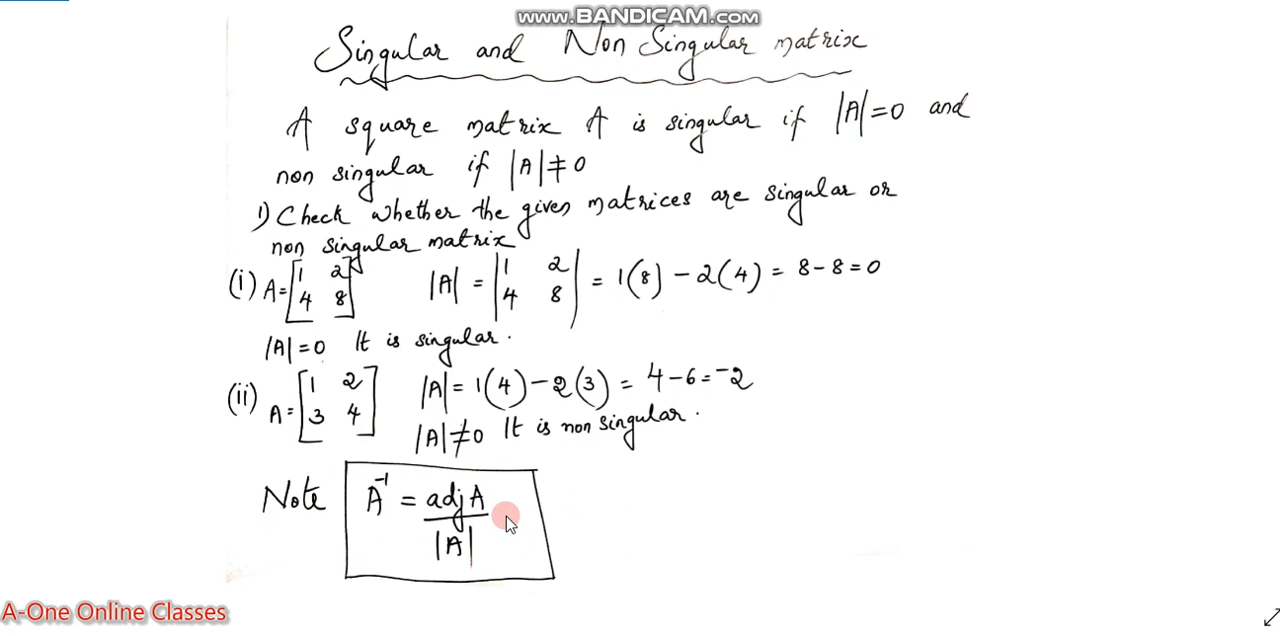 www.BANDICAM.com
Singular and Non Singular matrix
A square matrix A is singular if |A|=0 and
non singular if |A|≠0
1) Check whether the given matrices are singular or
non singular matrix
(i) A=[1 2
4 8] |A| = |1 2
4 8| = 1(8) - 2(4) = 8-8=0
|A|=0 It is singular.
(ii) A=[1 2
3 4] |A| = 1(4)-2(3) = 4-6=-2
|A|≠0 It is non singular.
Note A⁻¹ = adj A
|A|
A-One Online Classes